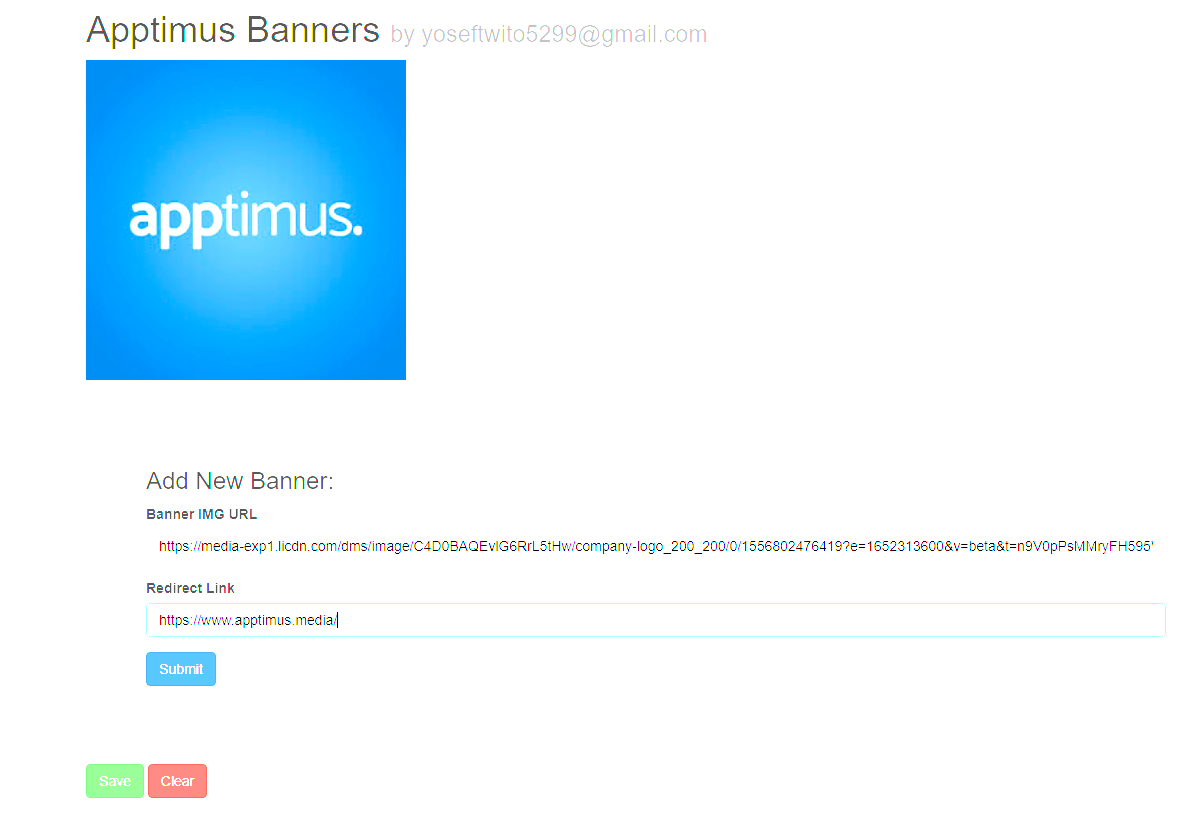 Apptimus Banners by yoseftwito5299@gmail.com
apptimus.
Add New Banner:
Banner IMG URL
https://media-exp1.licdn.com/dms/image/C4D0BAQEvlG6RrL5tHw/company-logo_200_200/0/1556802476419?e=1652313600&v=beta&t=n9V0pPsMMryFH595
Redirect Link
https://www.apptimus.media/
Submit
Save Clear